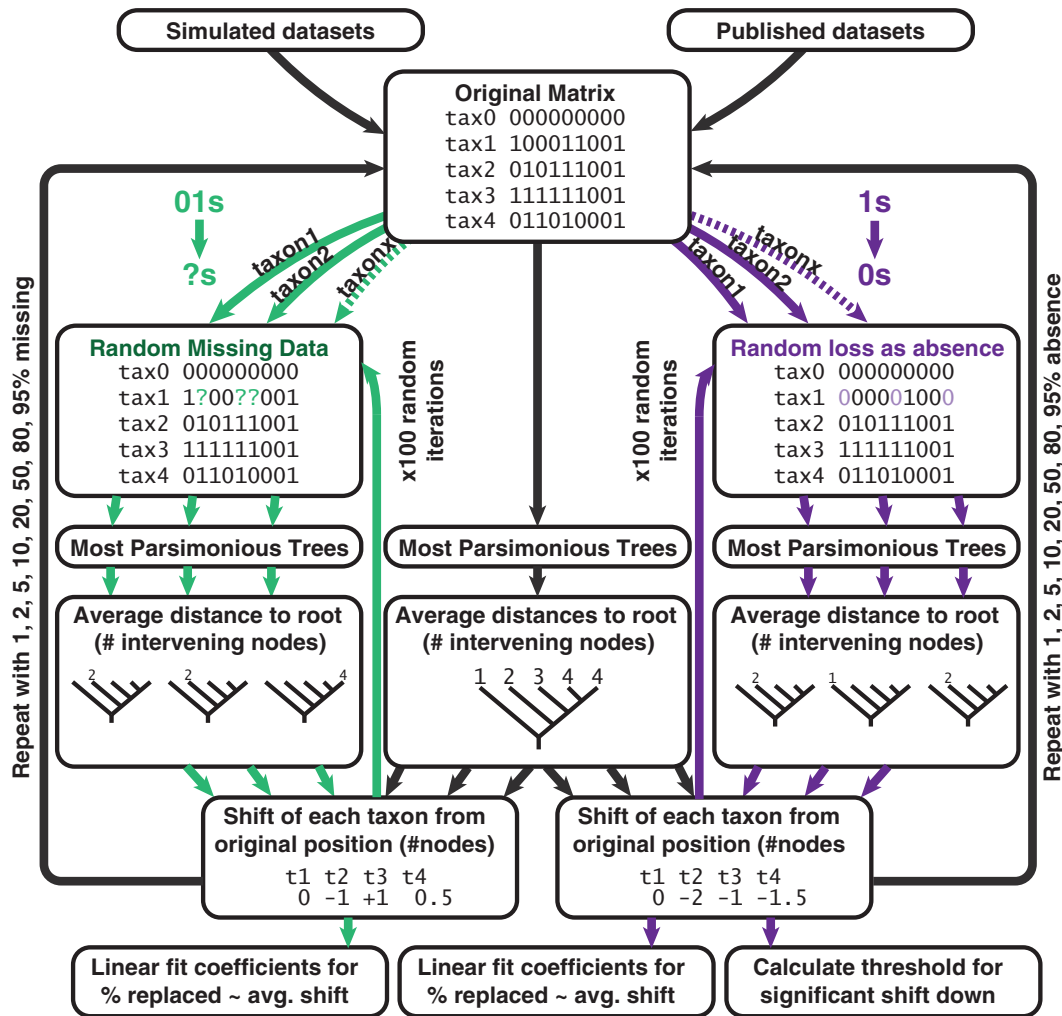 Simulated datasets
Published datasets
Original Matrix
tax0 000000000
tax1 100011001
tax2 010111001
tax3 111111001
tax4 011010001
01s
?s
1s
0s
taxon1
taxon2
taxonx
taxon1
taxon2
taxonx
Repeat with 1, 2, 5, 10, 20, 50, 80, 95% missing
Repeat with 1, 2, 5, 10, 20, 50, 80, 95% absence
Random Missing Data
tax0 000000000
tax1 1?00??001
tax2 010111001
tax3 111111001
tax4 011010001
x100 random
iterations
x100 random
iterations
Random loss as absence
tax0 000000000
tax1 000000100 0
tax2 010111001
tax3 111111001
tax4 011010001
Most Parsimonious Trees
Most Parsimonious Trees
Most Parsimonious Trees
Average distance to root
(# intervening nodes)
2 2 4
Average distances to root
(# intervening nodes)
1 2 3 4 4
Average distance to root
(# intervening nodes)
2 1 2
Shift of each taxon from
original position (#nodes)
t1 t2 t3 t4
0 -1 +1 0.5
Shift of each taxon from
original position (#nodes
t1 t2 t3 t4
0 -2 -1 -1.5
Linear fit coefficients for
% replaced ~ avg. shift
Linear fit coefficients for
% replaced ~ avg. shift
Calculate threshold for
significant shift down